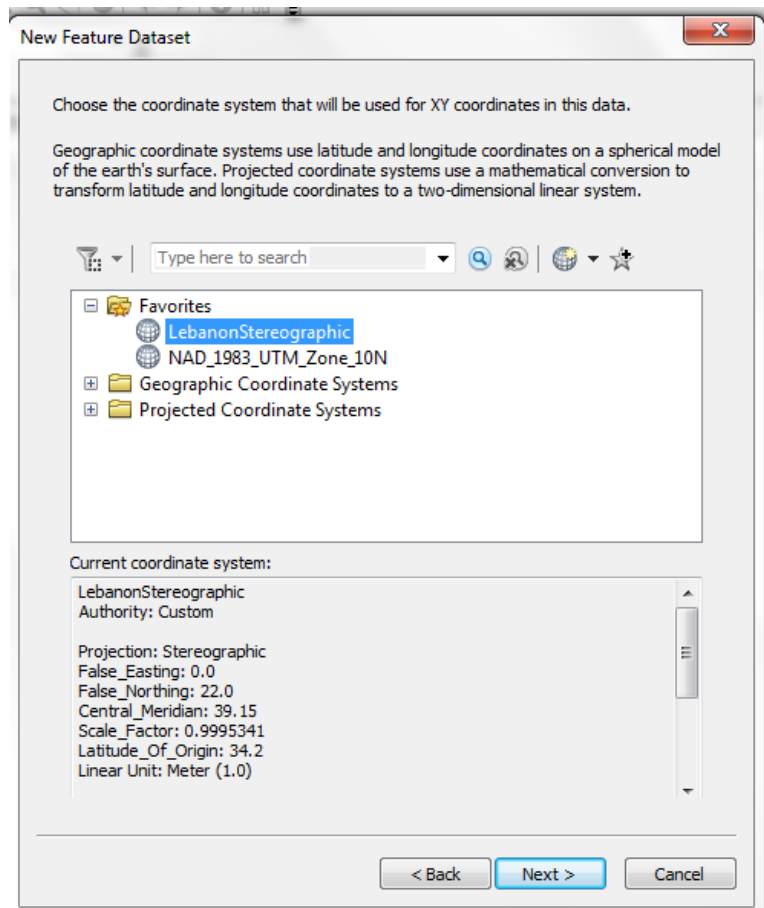 New Feature Dataset
Choose the coordinate system that will be used for XY coordinates in this data.
Geographic coordinate systems use latitude and longitude coordinates on a spherical model
of the earth's surface. Projected coordinate systems use a mathematical conversion to
transform latitude and longitude coordinates to a two-dimensional linear system.
Type here to search
Favorites
LebanonStereographic
NAD_1983_UTM_Zone_10N
Geographic Coordinate Systems
Projected Coordinate Systems
Current coordinate system:
LebanonStereographic
Authority: Custom
Projection: Stereographic
False_Easting: 0.0
False_Northing: 22.0
Central_Meridian: 39.15
Scale_Factor: 0.9995341
Latitude_Of_Origin: 34.2
Linear Unit: Meter (1.0)
< Back Next > Cancel